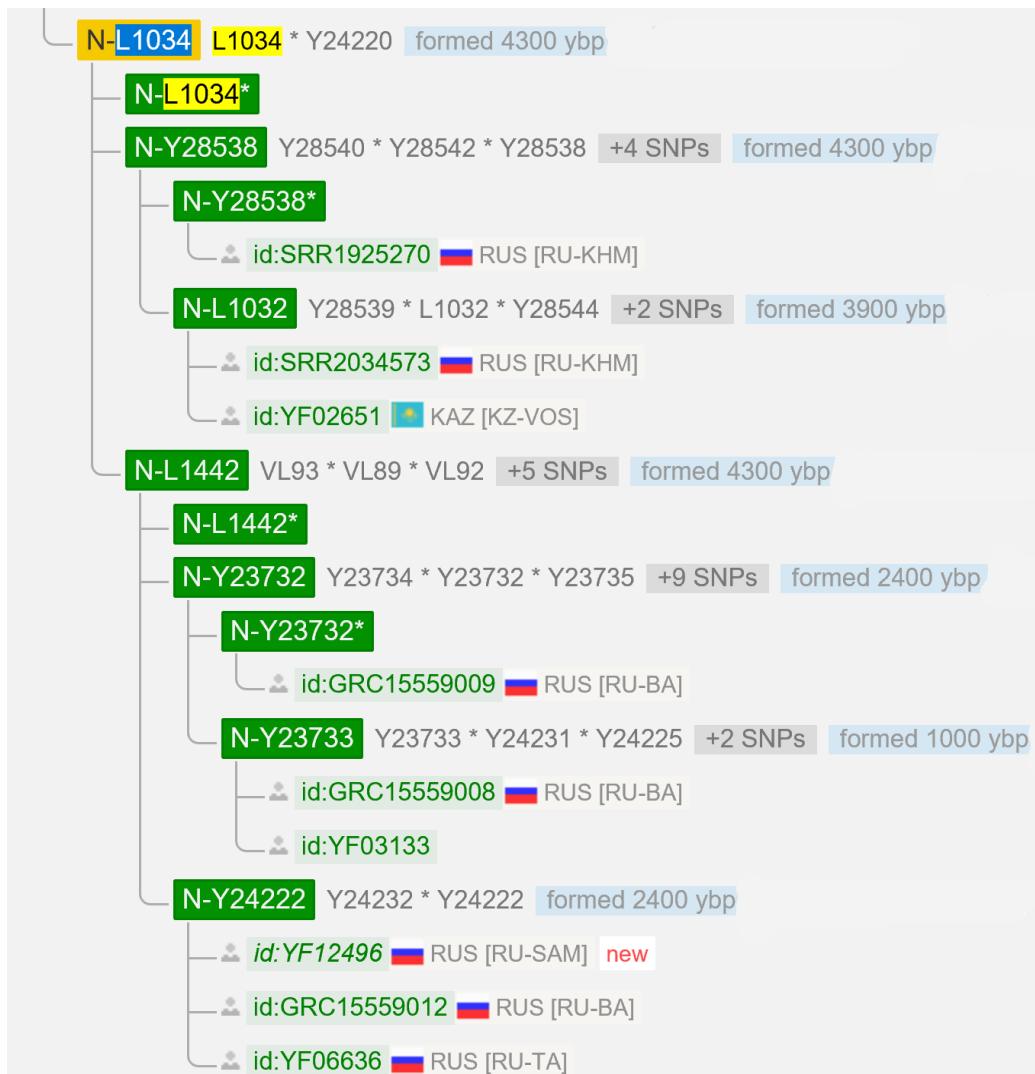 N-L1034 L1034 * Y24220 formed 4300 ybp
N-L1034*
N-Y28538 Y28540 * Y28542 * Y28538 +4 SNPs formed 4300 ybp
N-Y28538*
id:SRR1925270 RUS [RU-KHM]
N-L1032 Y28539 * L1032 * Y28544 +2 SNPs formed 3900 ybp
id:SRR2034573 RUS [RU-KHM]
id:YF02651 KAZ [KZ-VOS]
N-L1442 VL93 * VL89 * VL92 +5 SNPs formed 4300 ybp
N-L1442*
N-Y23732 Y23734 * Y23732 * Y23735 +9 SNPs formed 2400 ybp
N-Y23732*
id:GRC15559009 RUS [RU-BA]
N-Y23733 Y23733 * Y24231 * Y24225 +2 SNPs formed 1000 ybp
id:GRC15559008 RUS [RU-BA]
id:YF03133
N-Y24222 Y24232 * Y24222 formed 2400 ybp
id:YF12496 RUS [RU-SAM] new
id:GRC15559012 RUS [RU-BA]
id:YF06636 RUS [RU-TA]